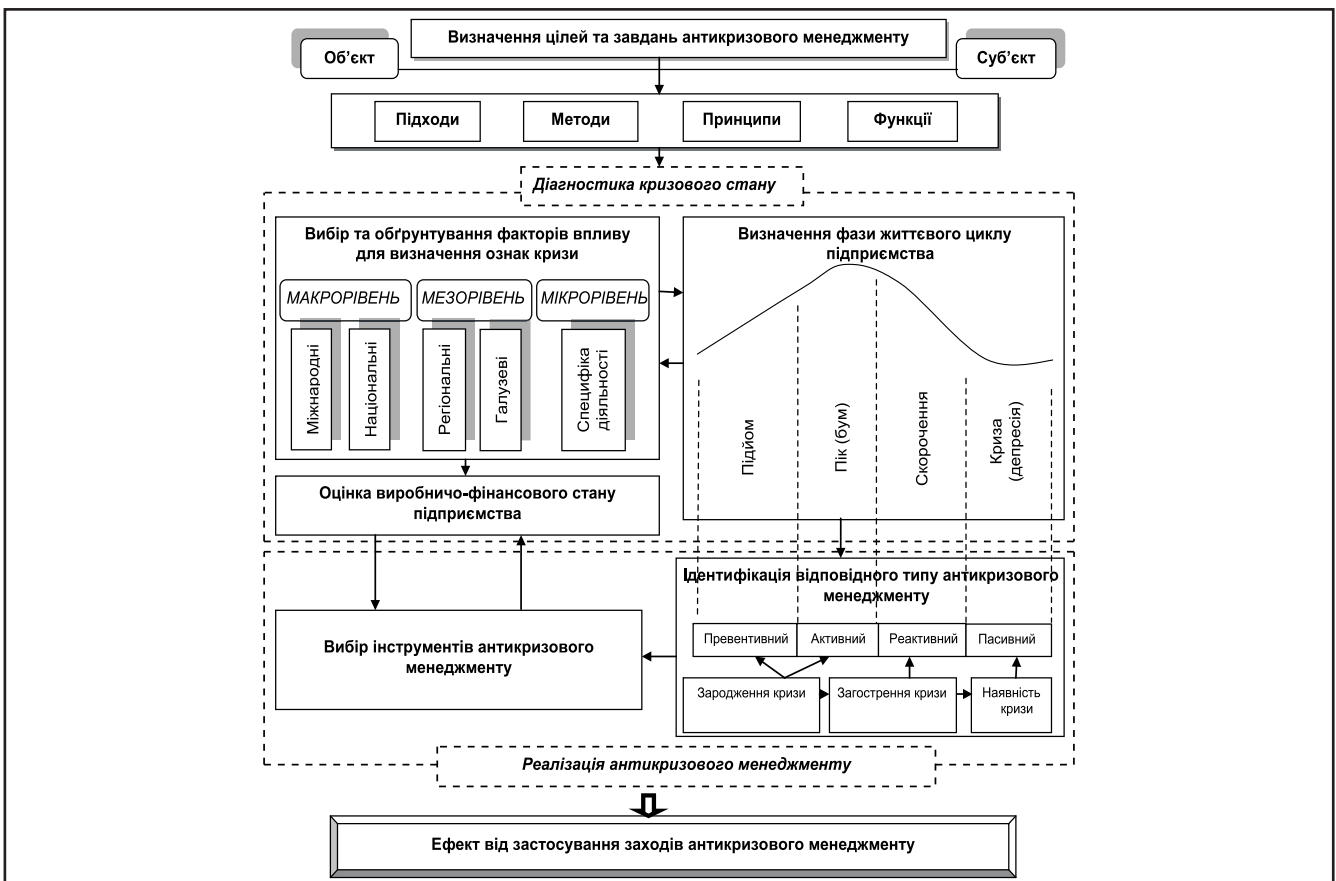 Визначення цілей та завдань антикризового менеджменту
Об’єкт
Суб’єкт
Підходи
Методи
Принципи
Функції
Діагностика кризового стану
Вибір та обґрунтування факторів впливу
для визначення ознак кризи
МАКРОРІВЕНЬ
МЕЗОРІВЕНЬ
МІКРОРІВЕНЬ
Міжнародні
Національні
Регіональні
Галузеві
Специфіка
діяльності
Визначення фази життєвого циклу
підприємства
Підйом
Пік (бум)
Скорочення
Криза
(депресія)
Оцінка виробничо-фінансового стану
підприємства
Ідентифікація відповідного типу антикризового
менеджменту
Превентивний
Активний
Реактивний
Пасивний
Зародження кризи
Загострення кризи
Наявність
кризи
Вибір інструментів антикризового
менеджменту
Реалізація антикризового менеджменту
Ефект від застосування заходів антикризового менеджменту